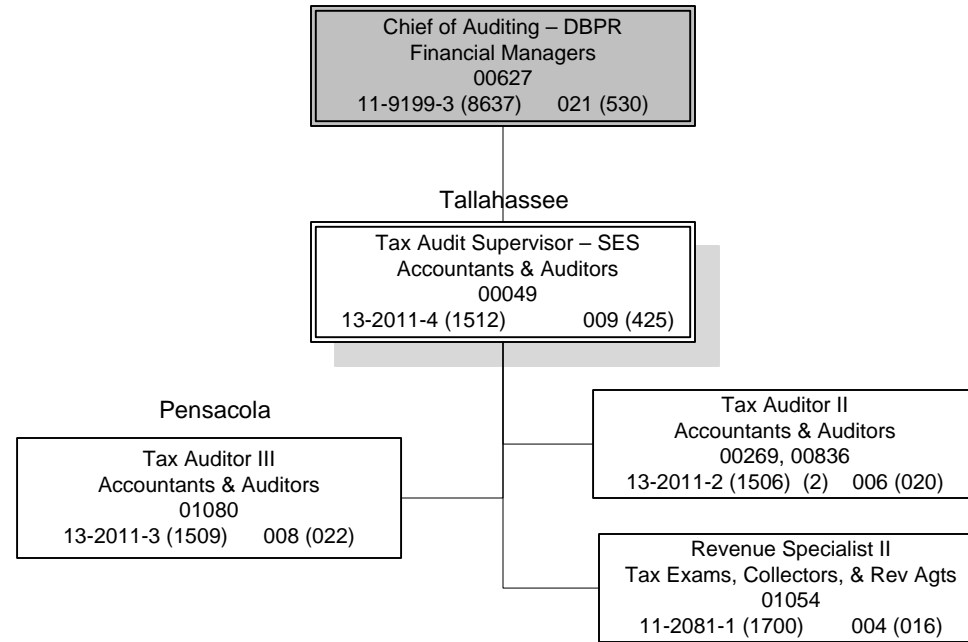 Chief of Auditing – DBPR
Financial Managers
00627
11-9199-3 (8637) 021 (530)
Tallahassee
Tax Audit Supervisor – SES
Accountants & Auditors
00049
13-2011-4 (1512) 009 (425)
Pensacola
Tax Auditor III
Accountants & Auditors
01080
13-2011-3 (1509) 008 (022)
Tax Auditor II
Accountants & Auditors
00269, 00836
13-2011-2 (1506) (2) 006 (020)
Revenue Specialist II
Tax Exams, Collectors, & Rev Agts
01054
11-2081-1 (1700) 004 (016)